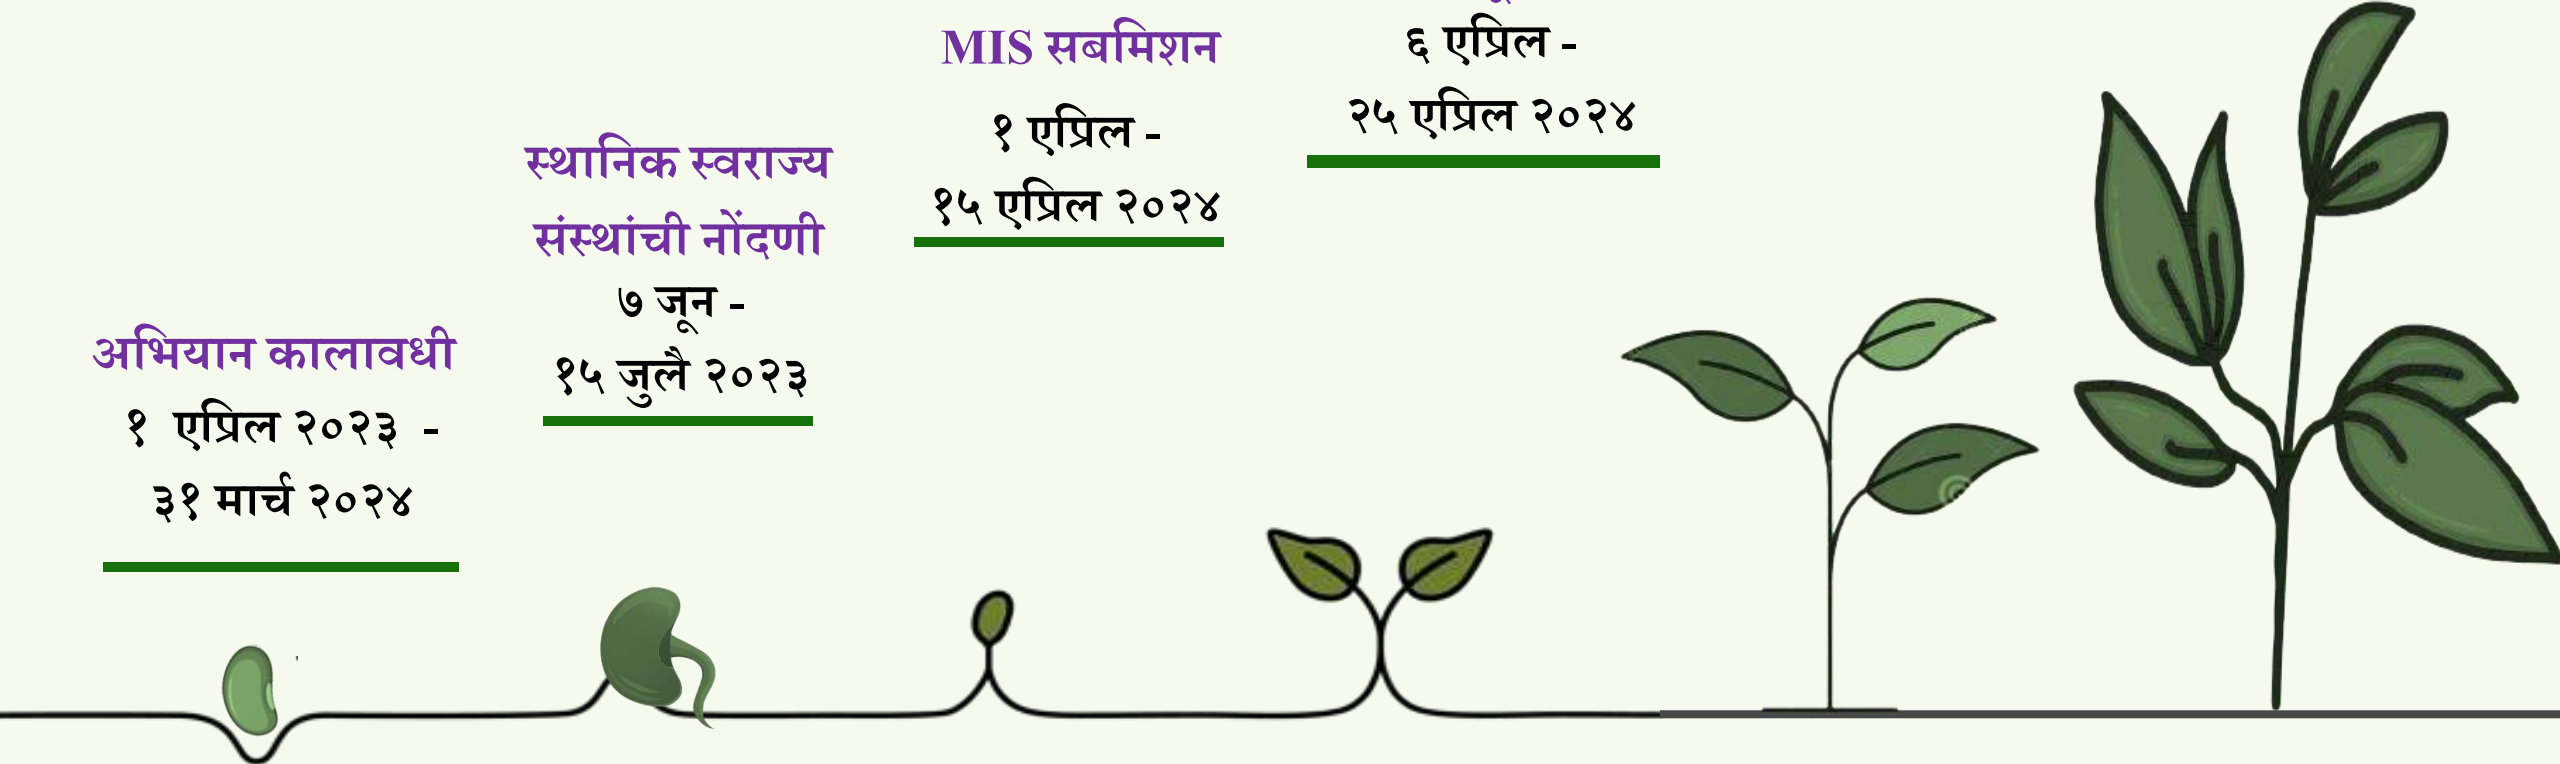 अभियान कालावधी
१ एप्रिल २०२३ -
३१ मार्च २०२४
स्थानिक स्वराज्य
संस्थांची नोंदणी
७ जून -
१५ जुलै २०२३
MIS सबमिशन
१ एप्रिल -
१५ एप्रिल २०२४
६ एप्रिल -
२५ एप्रिल २०२४